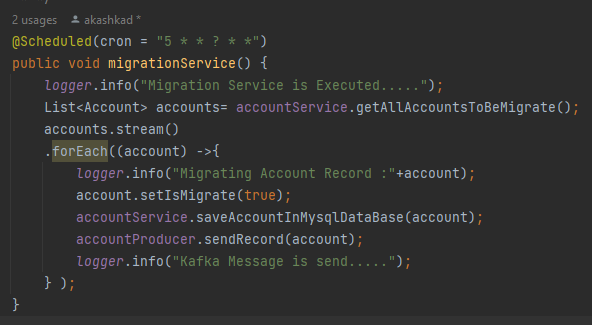 2 usages akashkad *
@Scheduled(cron = "5 * * ? * *")
public void migrationService() {
logger.info("Migration Service is Executed.....");
List<Account> accounts= accountService.getAllAccountsToBeMigrate();
accounts.stream()
.forEach((account) ->{
logger.info("Migrating Account Record :"+account);
account.setIsMigrate(true);
accountService.saveAccountInMysqlDataBase(account);
accountProducer.sendRecord(account);
logger.info("Kafka Message is send.....");
} );
}